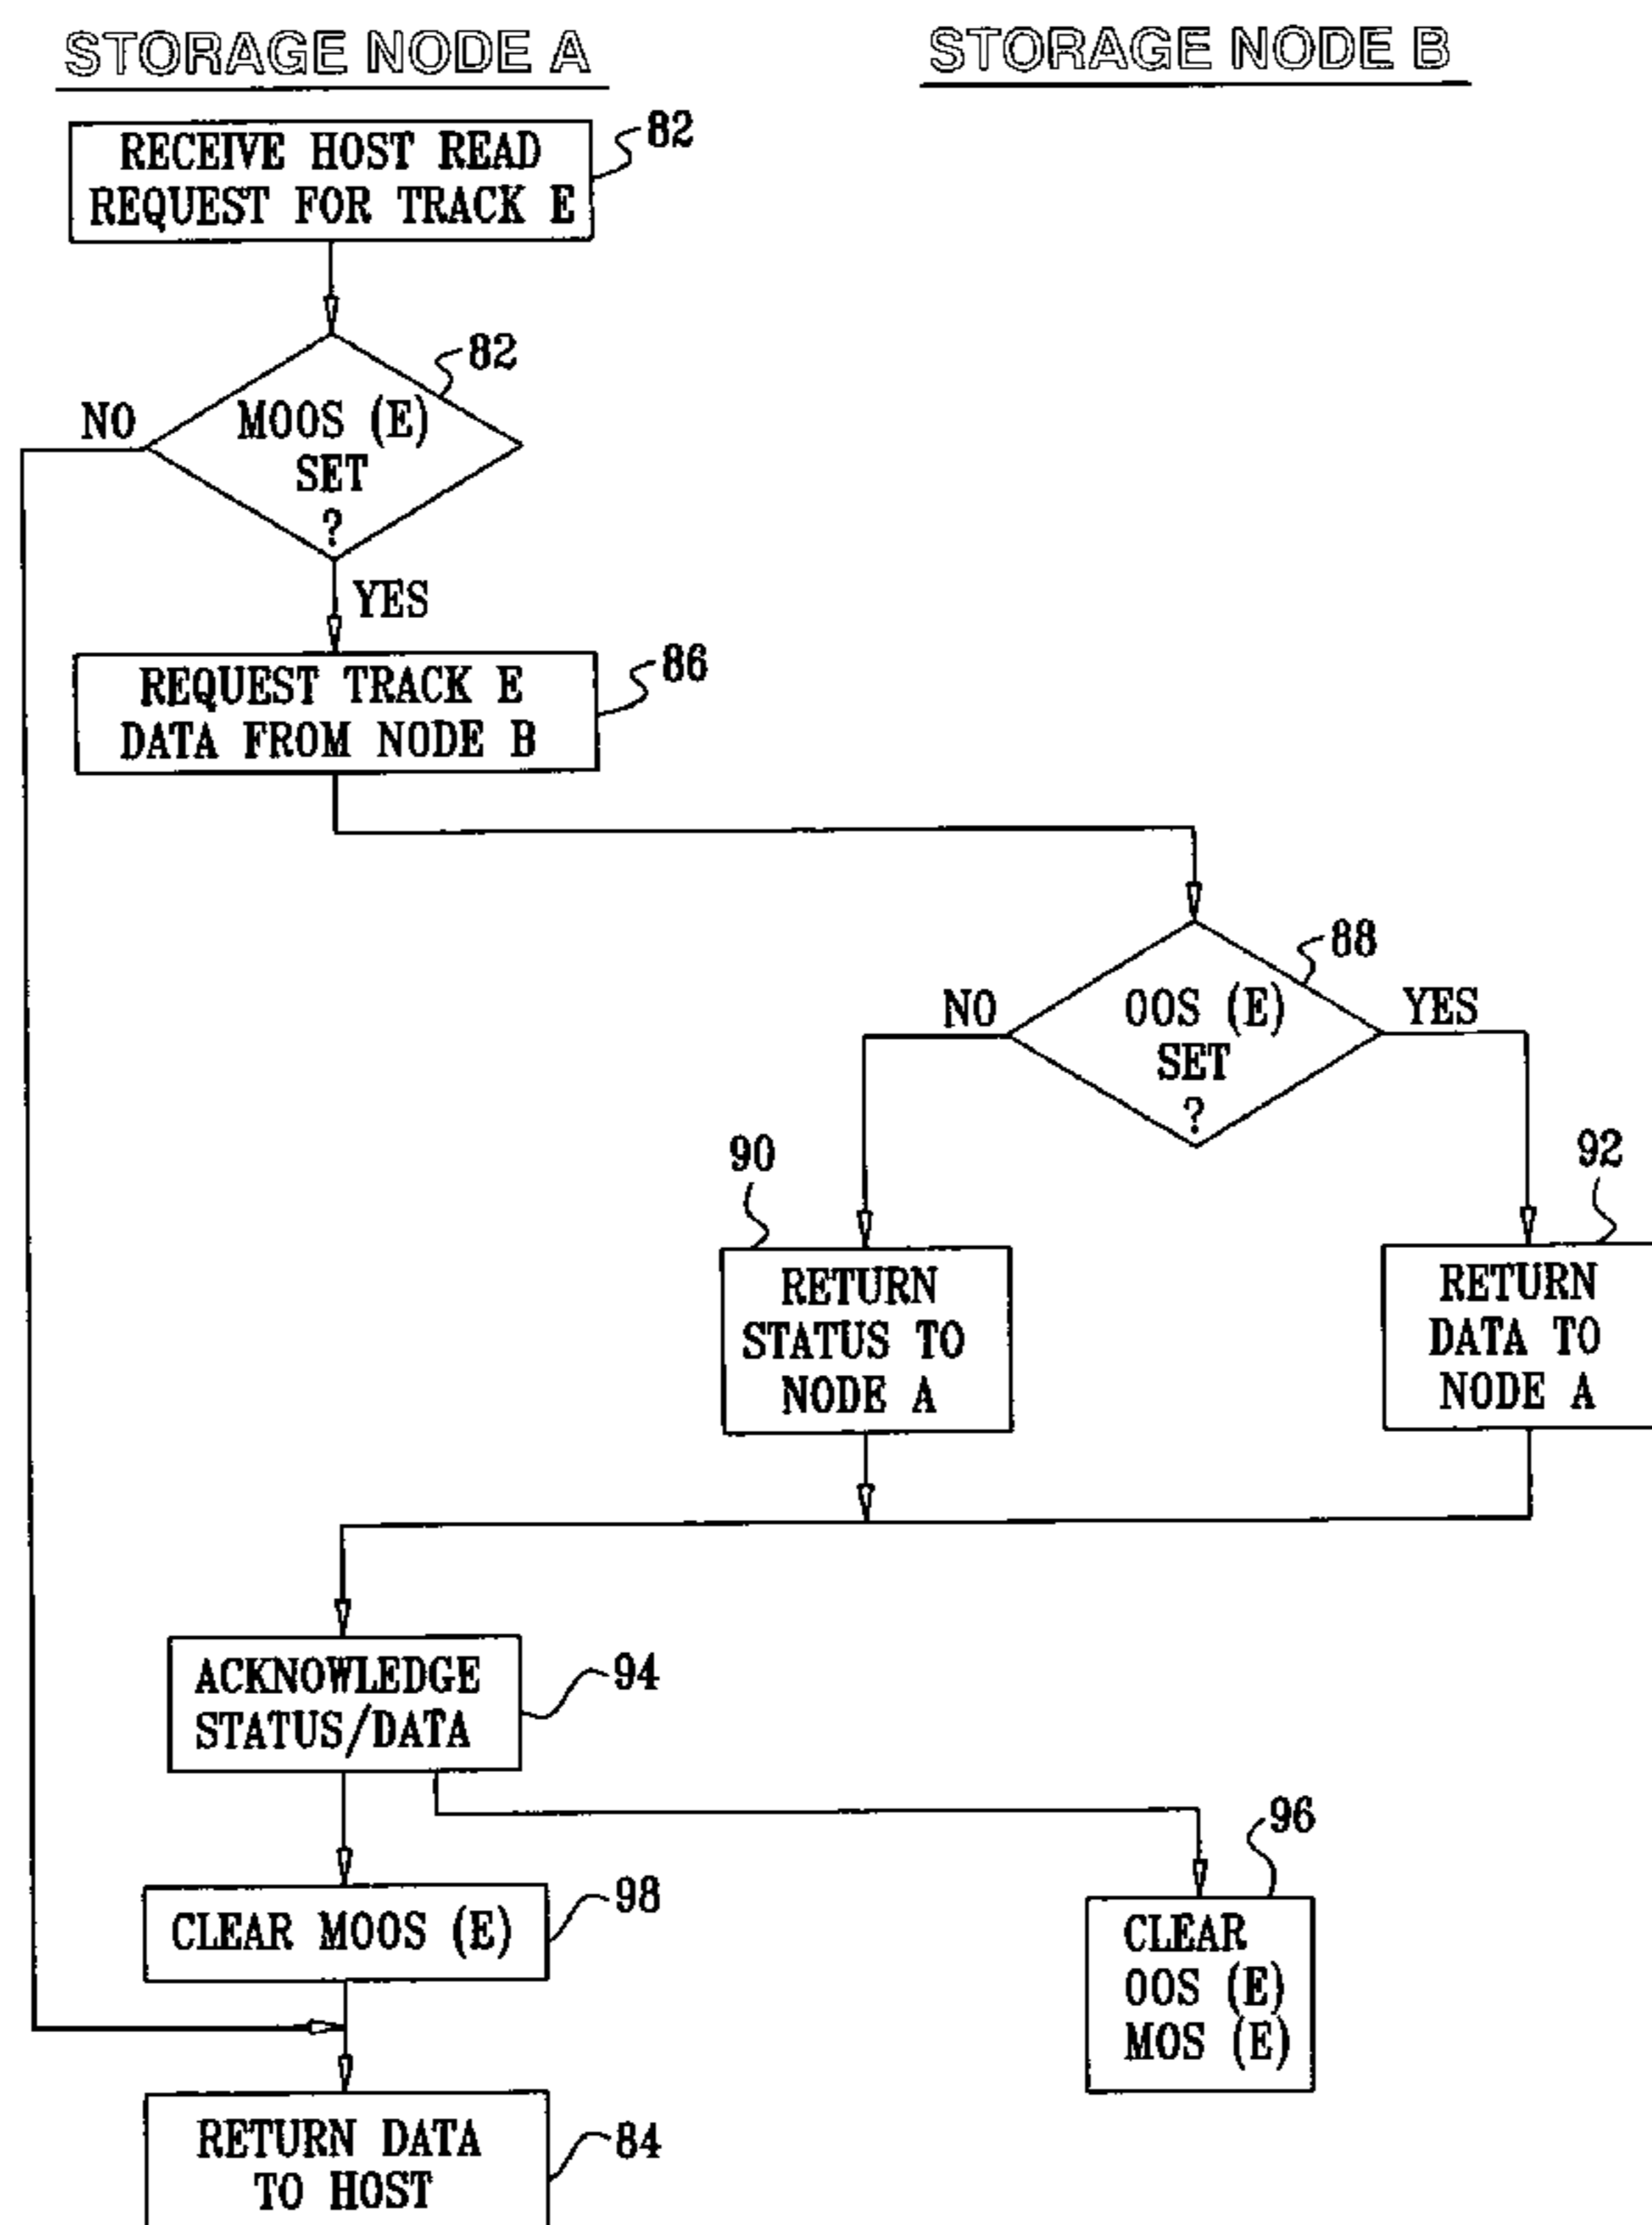 STORAGE NODE A
STORAGE NODE B
RECEIVE HOST READ
REQUEST FOR TRACK E
82
82
NO
MOOS (E)
SET
?
YES
REQUEST TRACK E
DATA FROM NODE B
86
88
NO
OOS (E)
SET
?
YES
90
92
RETURN
STATUS TO
NODE A
RETURN
DATA TO
NODE A
ACKNOWLEDGE
STATUS/DATA
94
96
CLEAR MOOS (E)
98
CLEAR
OOS (E)
MOS (E)
RETURN DATA
TO HOST
84